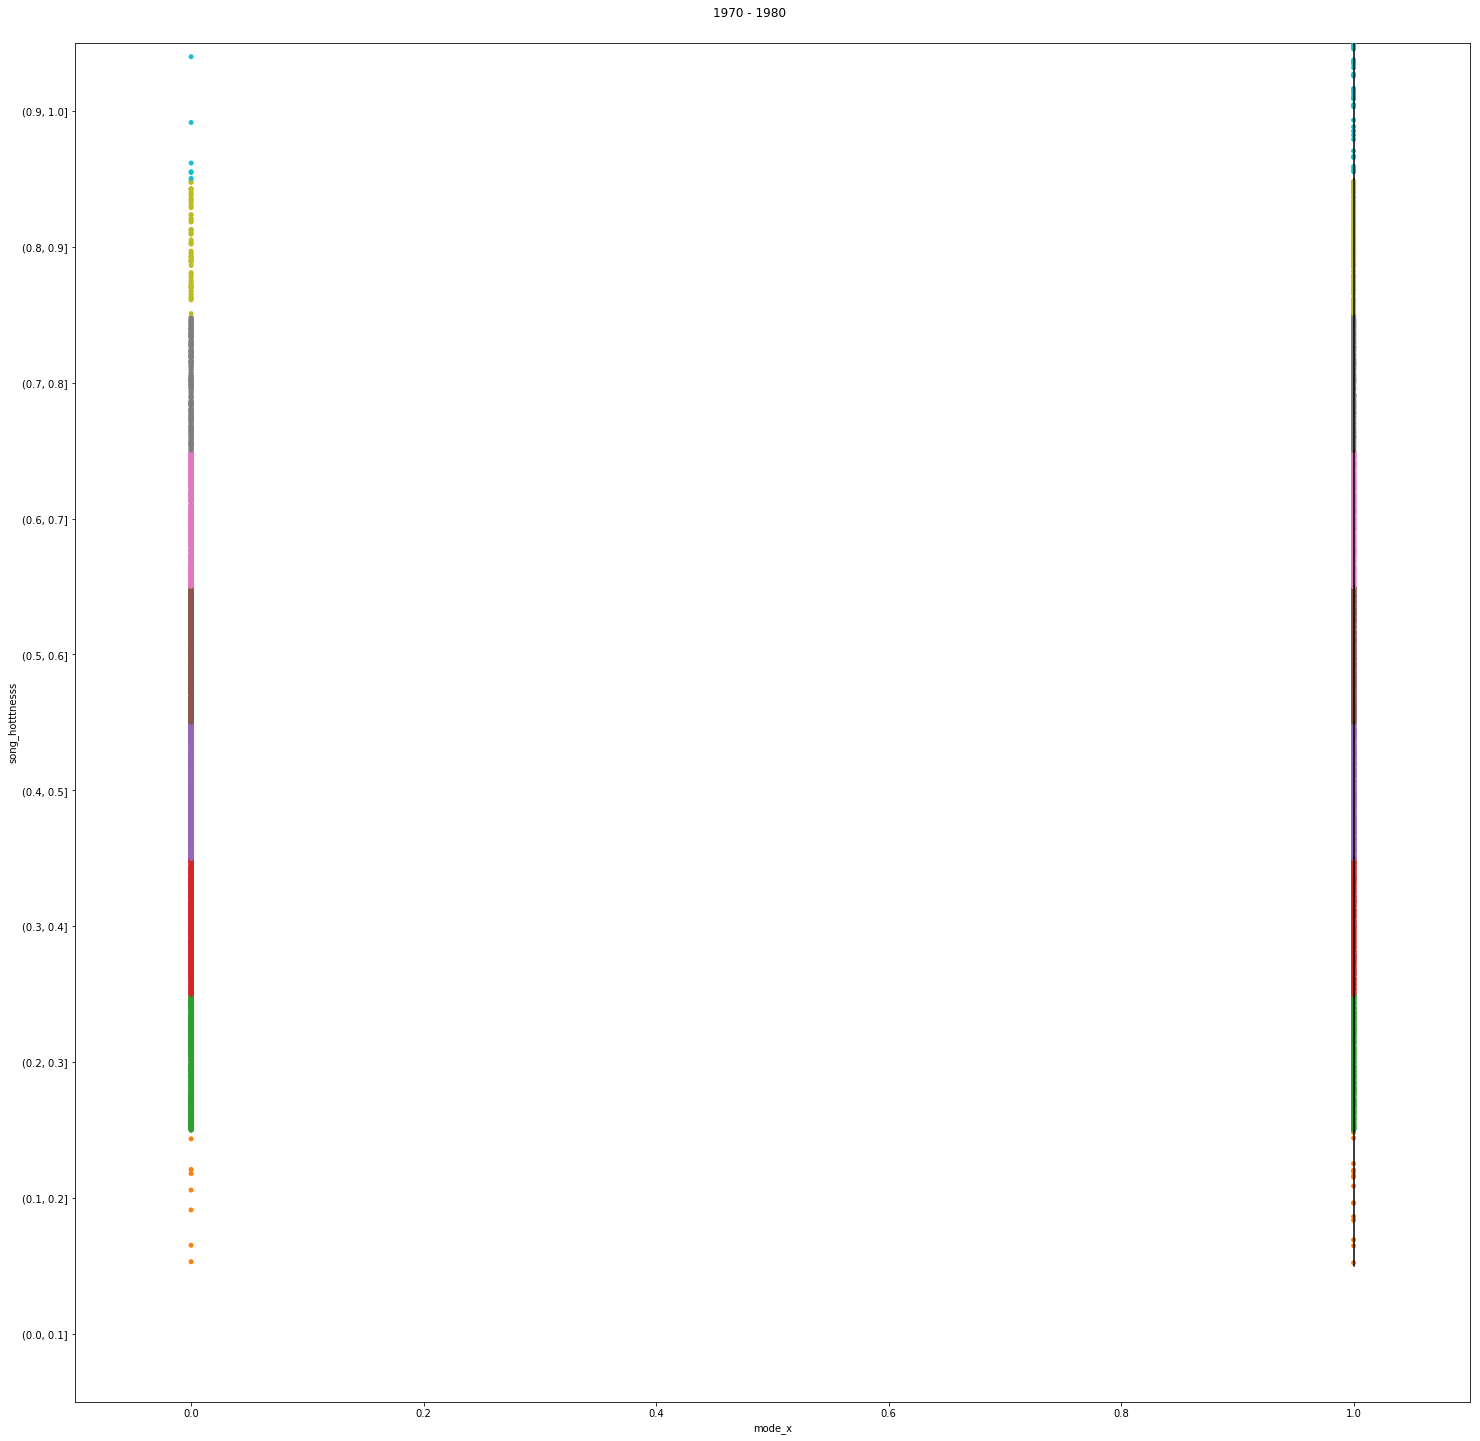 1970 - 1980
(0.9, 1.0]
(0.8, 0.9]
(0.7, 0.8]
(0.6, 0.7]
(0.5, 0.6]
song_hotttnesss
(0.4, 0.5]
(0.3, 0.4]
(0.2, 0.3]
(0.1, 0.2]
(0.0, 0.1]
0.0 0.2 0.4 0.6 0.8 1.0
mode_x